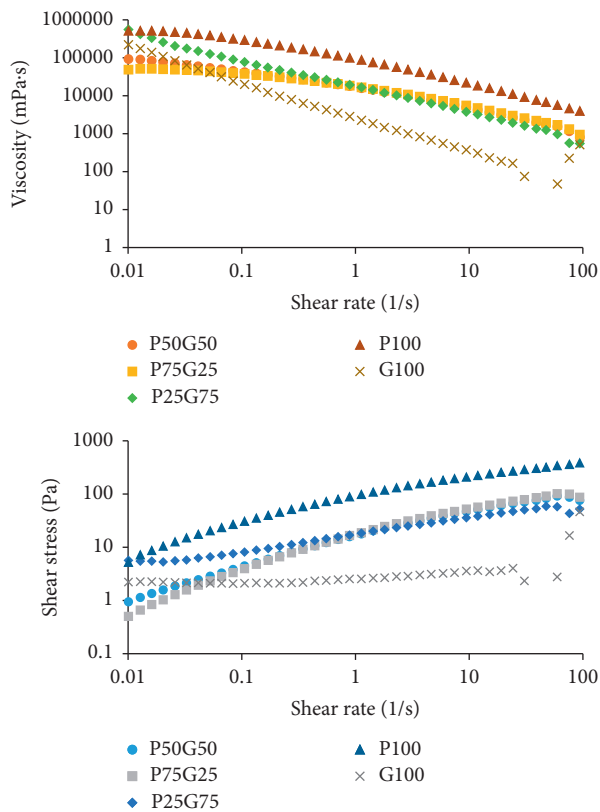 Viscosity (mPa·s)
1000000
100000
10000
1000
100
10
1
0.01 0.1 1 10 100
Shear rate (1/s)
P50G50 P100
P75G25 G100
P25G75
Shear stress (Pa)
1000
100
10
1
0.1
0.01 0.1 1 10 100
Shear rate (1/s)
P50G50 P100
P75G25 G100
P25G75